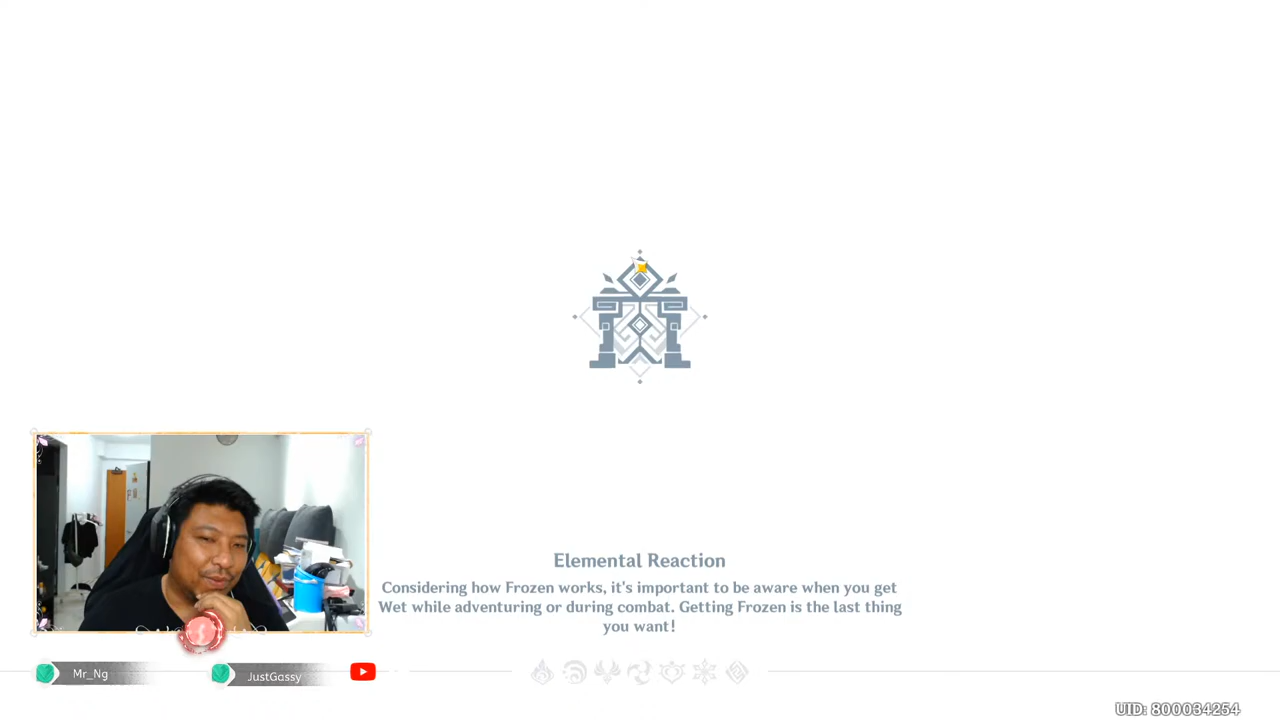 Elemental Reaction
Considering how Frozen works, it's important to be aware when you get
Wet while adventuring or during combat. Getting Frozen is the last thing
you want!
Mr_Ng
JustGassy
UID: 800034254